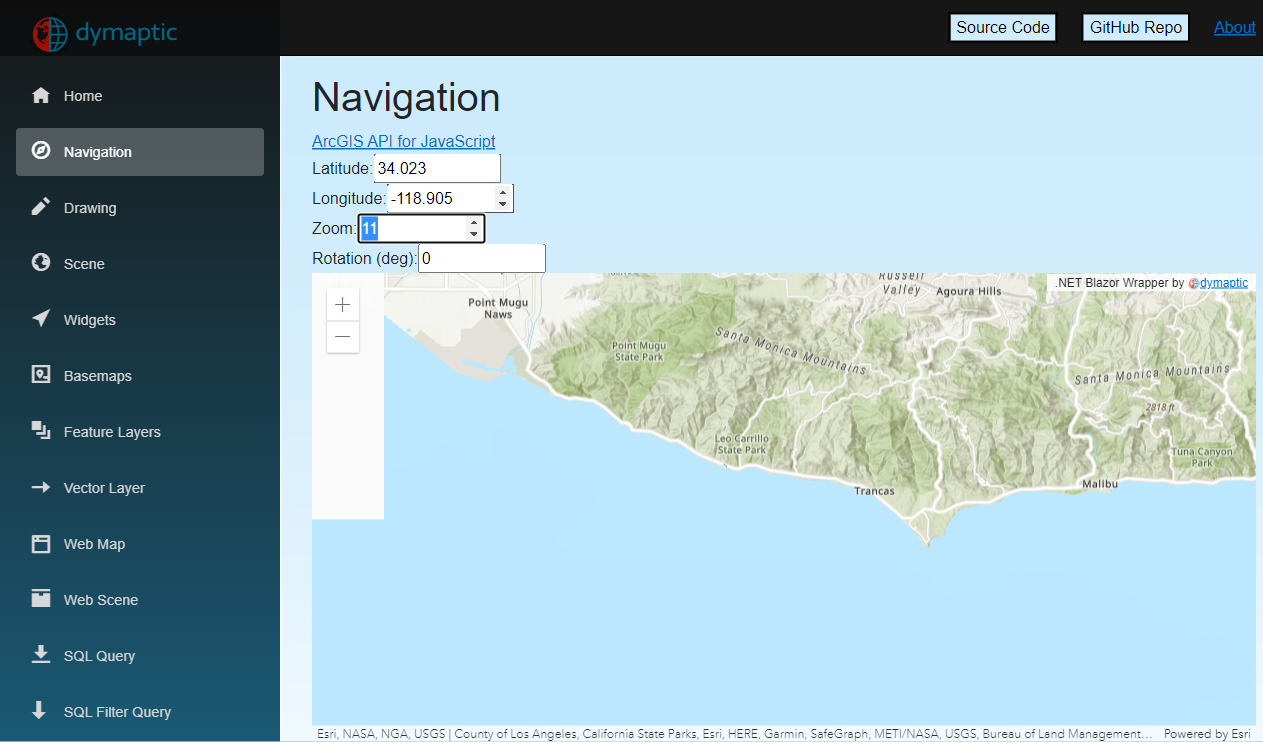 dymaptic
Source Code
GitHub Repo
About
Home
Navigation
Drawing
Scene
Widgets
Basemaps
Feature Layers
Vector Layer
Web Map
Web Scene
SQL Query
SQL Filter Query
Navigation
ArcGIS API for JavaScript
Latitude: 34.023
Longitude: -118.905
Zoom: 11
Rotation (deg): 0
.NET Blazor Wrapper by dymaptic
+
−
Russell
Valley
Agoura Hills
Point Mugu
Naws
Point Mugu
State Park
Santa Monica Mountains
Santa Monica Mountains
2818 ft
Leo Carrillo
State Park
Tuna Canyon
Park
Trancas
Malibu
Esri, NASA, NGA, USGS | County of Los Angeles, California State Parks, Esri, HERE, Garmin, SafeGraph, METI/NASA, USGS, Bureau of Land Management...
Powered by Esri